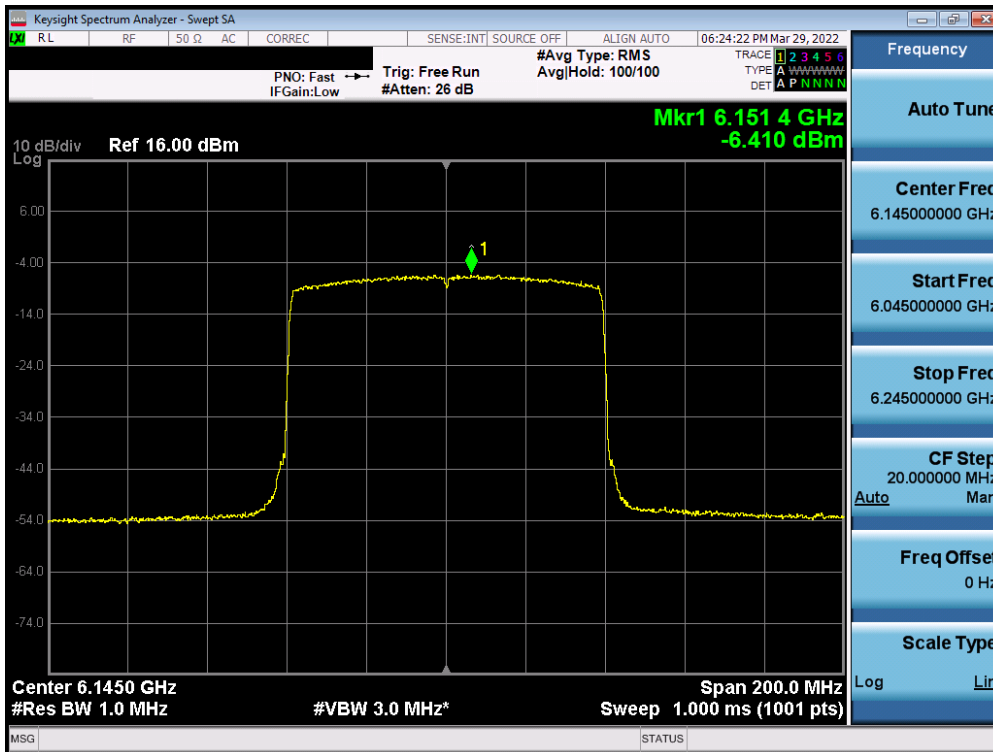 Keysight Spectrum Analyzer - Swept SA
LXI RL RF 50 Ω AC CORREC SENSE:INT SOURCE OFF ALIGN AUTO 06:24:22 PM Mar 29, 2022
PNO: Fast Trig: Free Run #Avg Type: RMS TRACE 1 2 3 4 5 6
IFGain:Low #Atten: 26 dB Avg|Hold: 100/100 TYPE A WWWWW
DET A P N N N N
Mkr1 6.151 4 GHz
-6.410 dBm
10 dB/div Ref 16.00 dBm
Log
1
6.00
-4.00
-14.0
-24.0
-34.0
-44.0
-54.0
-64.0
-74.0
Center 6.1450 GHz Span 200.0 MHz
#Res BW 1.0 MHz #VBW 3.0 MHz* Sweep 1.000 ms (1001 pts)
MSG STATUS
Frequency
Auto Tune
Center Freq
6.145000000 GHz
Start Freq
6.045000000 GHz
Stop Freq
6.245000000 GHz
CF Step
20.000000 MHz
Auto Man
Freq Offset
0 Hz
Scale Type
Log Lin